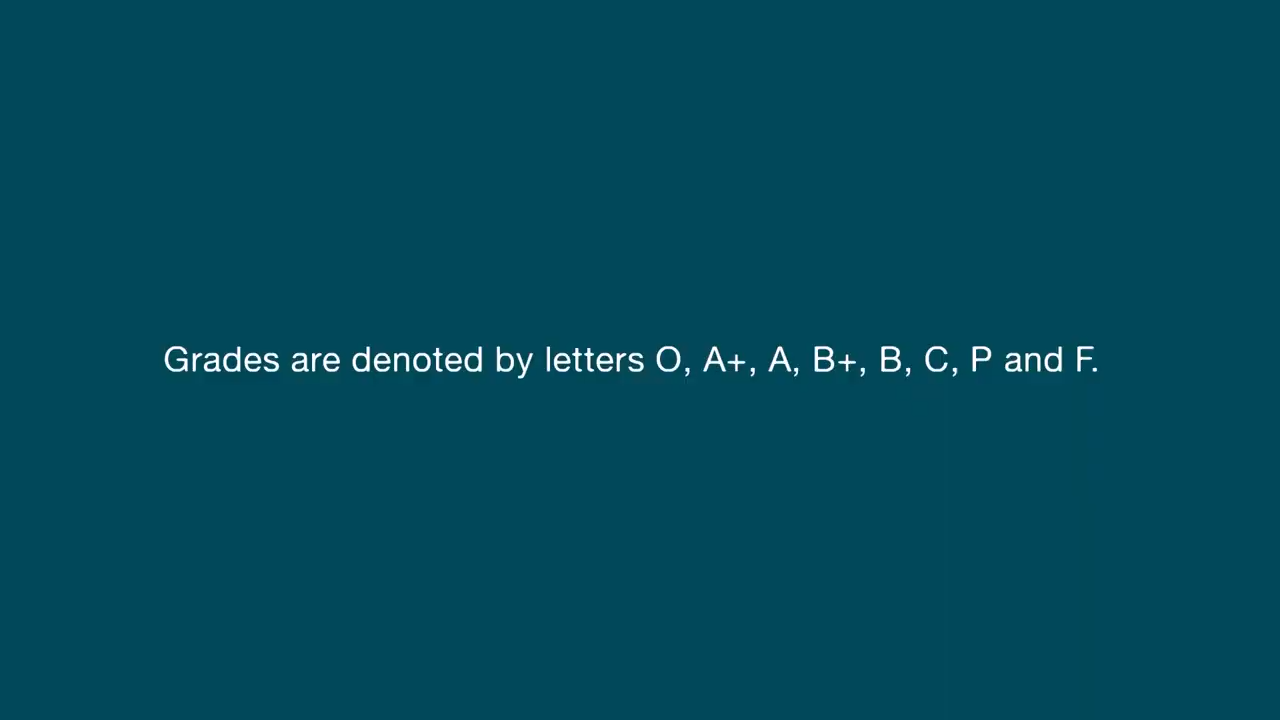 Grades are denoted by letters O, A+, A, B+, B, C, P and F.